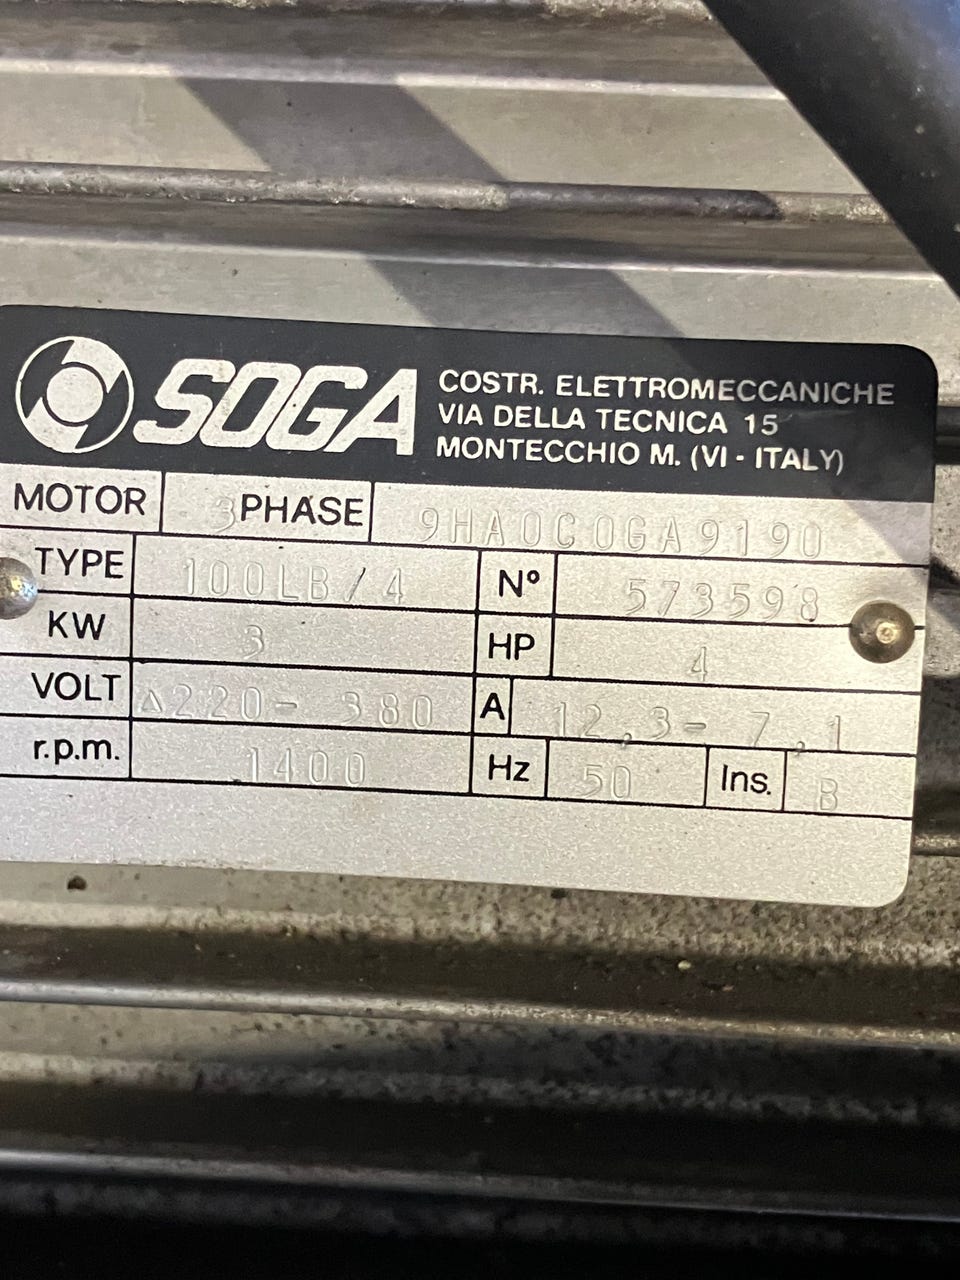 SOGA
COSTR. ELETTROMECCANICHE
VIA DELLA TECNICA 15
MONTECCHIO M. (VI - ITALY)
MOTOR 3PHASE 9HA0C0GA9190
TYPE 100LB/4 Nº 573598
KW 3 HP 4
VOLT Δ220- 380 A 12,3- 7,1
r.p.m. 1400 Hz 50 Ins. B